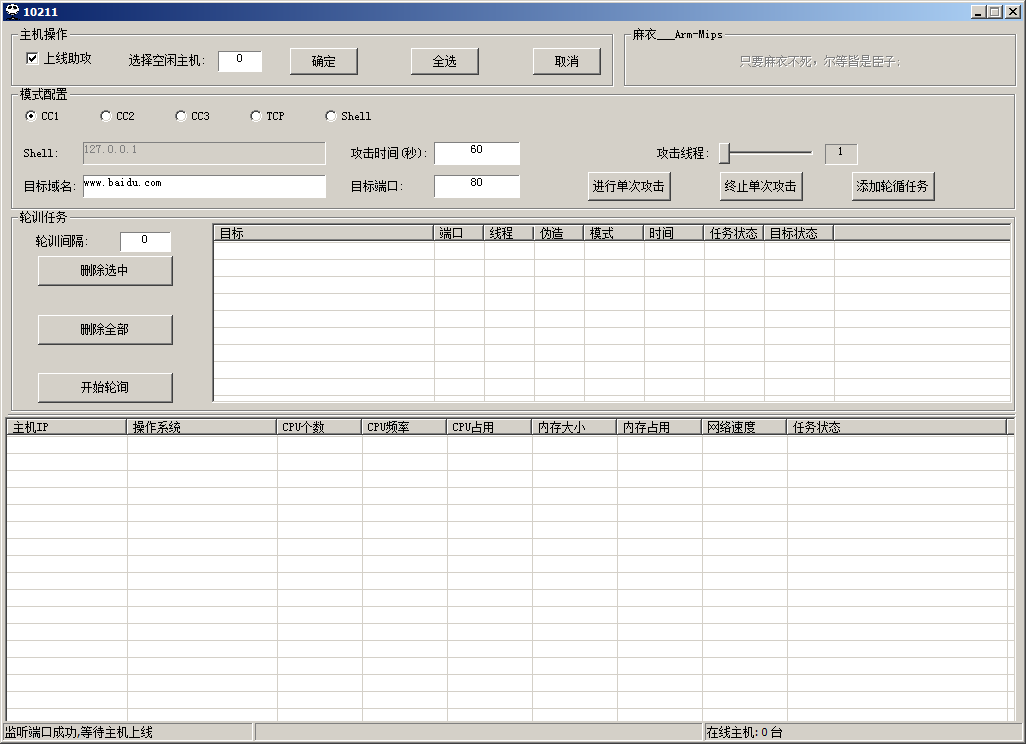 10211
主机操作
上线助攻
选择空闲主机:
0
确定
全选
取消
麻衣___Arm-Mips
只要麻衣不死，尔等皆是臣子;
模式配置
CC1 CC2 CC3 TCP Shell
Shell: 127.0.0.1 攻击时间(秒): 60 攻击线程: 1
目标域名: www.baidu.com 目标端口: 80 进行单次攻击 终止单次攻击 添加轮循任务
轮训任务
轮训间隔: 0
删除选中
删除全部
开始轮询
目标 端口 线程 伪造 模式 时间 任务状态 目标状态
主机IP 操作系统 CPU个数 CPU频率 CPU占用 内存大小 内存占用 网络速度 任务状态
监听端口成功,等待主机上线 在线主机: 0 台